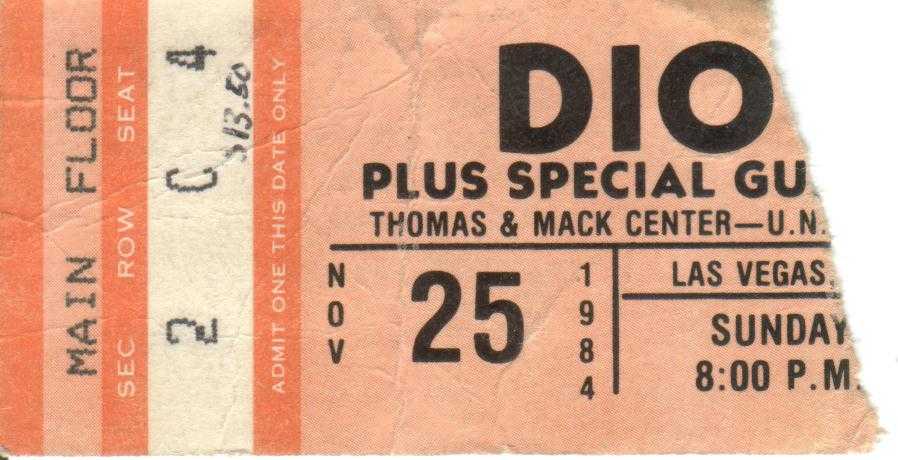 MAIN FLOOR
SEC ROW SEAT
2 C 4
$13.50
ADMIT ONE THIS DATE ONLY
DIO
PLUS SPECIAL GU
THOMAS & MACK CENTER—U.N.
NOV 25 1984
LAS VEGAS,
SUNDAY
8:00 P.M.